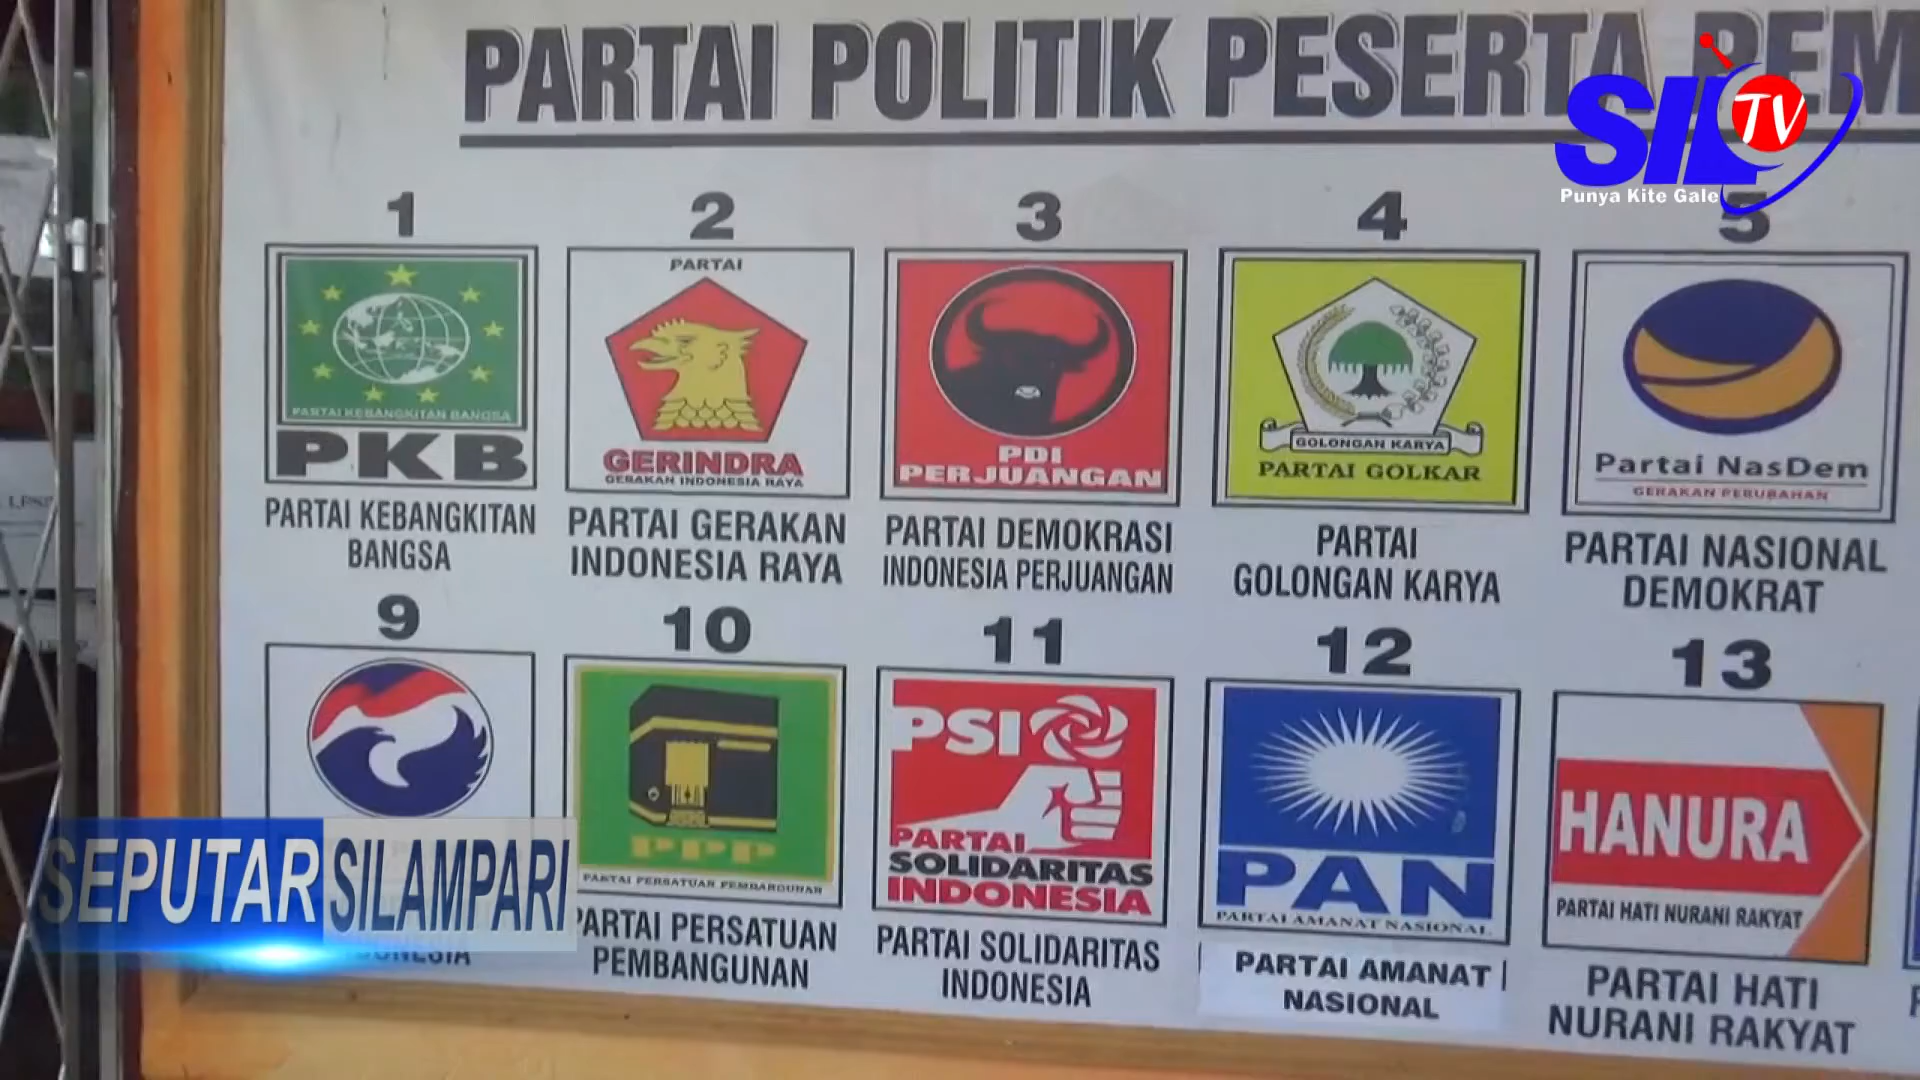 PARTAI POLITIK PESERTA PEM
SIL TV
Punya Kite Gale
1
2
3
4
5
PARTAI KEBANGKITAN BANGSA
PKB
PARTAI
GERINDRA
GERAKAN INDONESIA RAYA
PDI
PERJUANGAN
GOLONGAN KARYA
PARTAI GOLKAR
Partai NasDem
GERAKAN PERUBAHAN
PARTAI KEBANGKITAN
BANGSA
PARTAI GERAKAN
INDONESIA RAYA
PARTAI DEMOKRASI
INDONESIA PERJUANGAN
PARTAI
GOLONGAN KARYA
PARTAI NASIONAL
DEMOKRAT
9
10
11
12
13
PPP
PARTAI PERSATUAN PEMBANGUNAN
PSI
PARTAI
SOLIDARITAS
INDONESIA
PAN
PARTAI AMANAT NASIONAL
HANURA
PARTAI HATI NURANI RAKYAT
SEPUTAR SILAMPARI
PARTAI PERSATUAN
PEMBANGUNAN
PARTAI SOLIDARITAS
INDONESIA
PARTAI AMANAT
NASIONAL
PARTAI HATI
NURANI RAKYAT